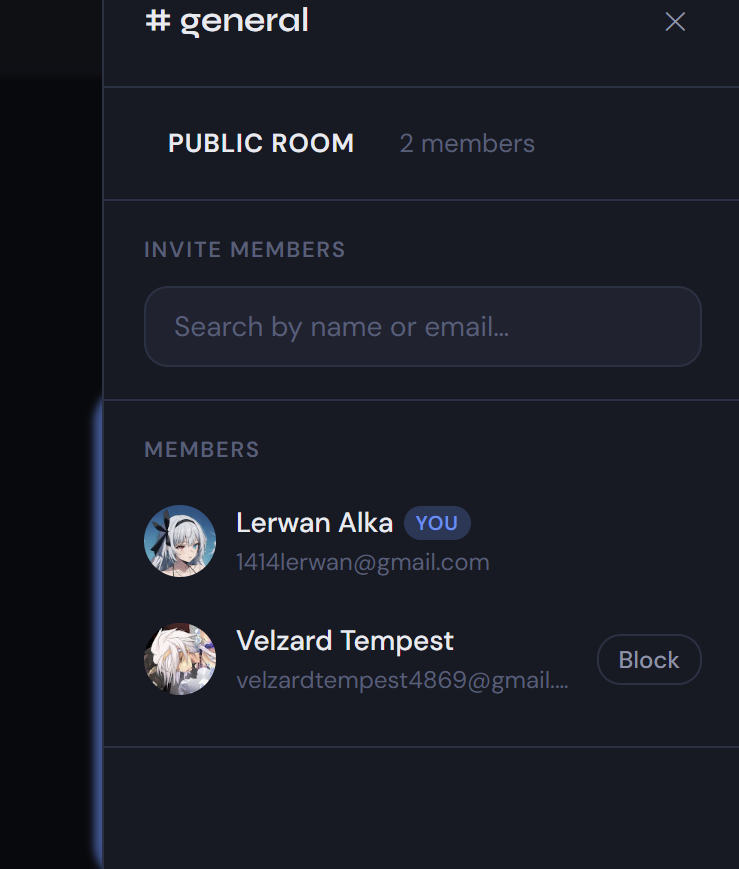 # general
PUBLIC ROOM 2 members
INVITE MEMBERS
Search by name or email...
MEMBERS
Lerwan Alka YOU
1414lerwan@gmail.com
Velzard Tempest
velzardtempest4869@gmail....
Block